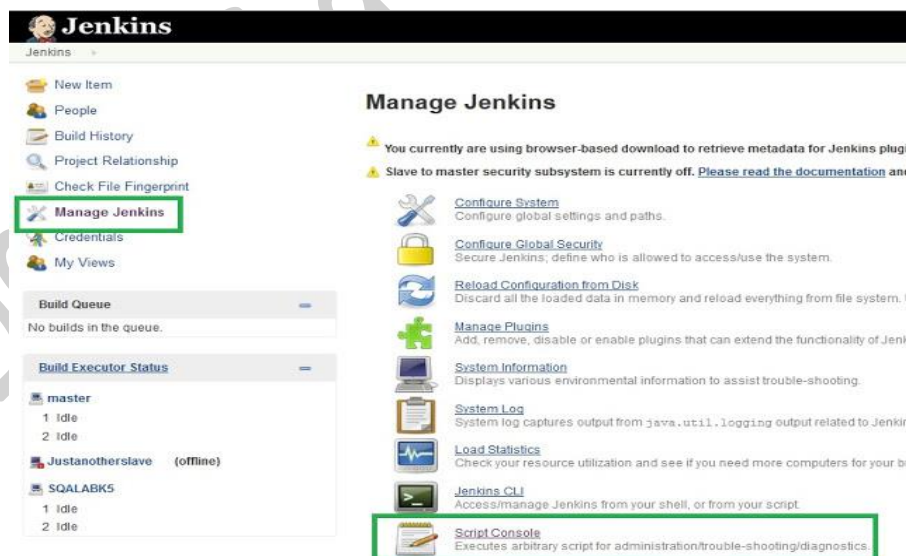 Jenkins
Jenkins
New Item
People
Build History
Project Relationship
Check File Fingerprint
Manage Jenkins
Credentials
My Views
Build Queue
No builds in the queue.
Build Executor Status
master
1 Idle
2 Idle
Justanotherslave (offline)
SQALABK5
1 Idle
2 Idle
Manage Jenkins
You currently are using browser-based download to retrieve metadata for Jenkins plugi
Slave to master security subsystem is currently off. Please read the documentation and
Configure System
Configure global settings and paths.
Configure Global Security
Secure Jenkins; define who is allowed to access/use the system.
Reload Configuration from Disk
Discard all the loaded data in memory and reload everything from file system.
Manage Plugins
Add, remove, disable or enable plugins that can extend the functionality of Jenk
System Information
Displays various environmental information to assist trouble-shooting.
System Log
System log captures output from java.util.logging output related to Jenkin
Load Statistics
Check your resource utilization and see if you need more computers for your b
Jenkins CLI
Access/manage Jenkins from your shell, or from your script.
Script Console
Executes arbitrary script for administration/trouble-shooting/diagnostics.